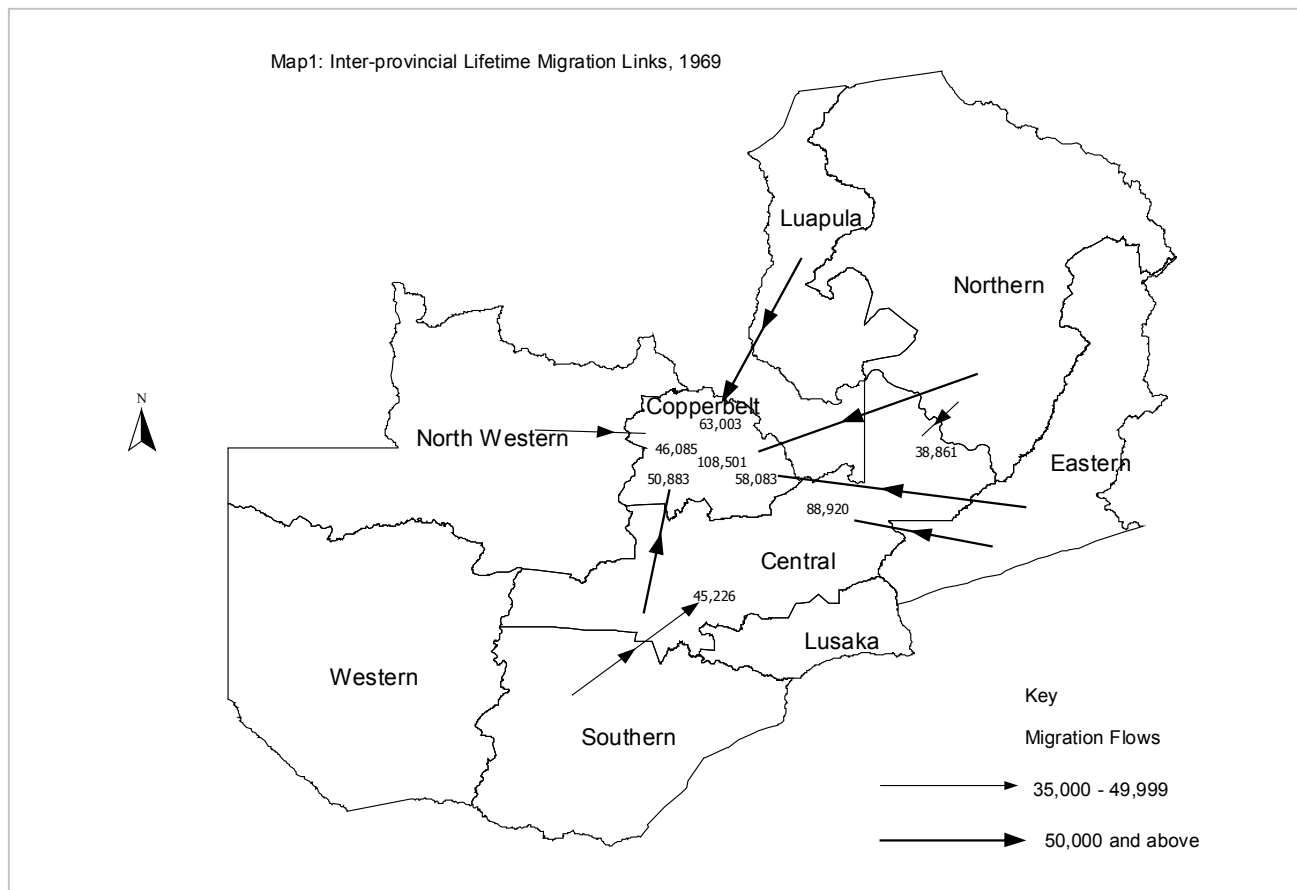 Map1: Inter-provincial Lifetime Migration Links, 1969
Luapula
Northern
N
Copperbelt
63,003
North Western
46,085
108,501
38,861
Eastern
50,883
58,083
88,920
Central
45,226
Lusaka
Western
Southern
Key
Migration Flows
35,000 - 49,999
50,000 and above